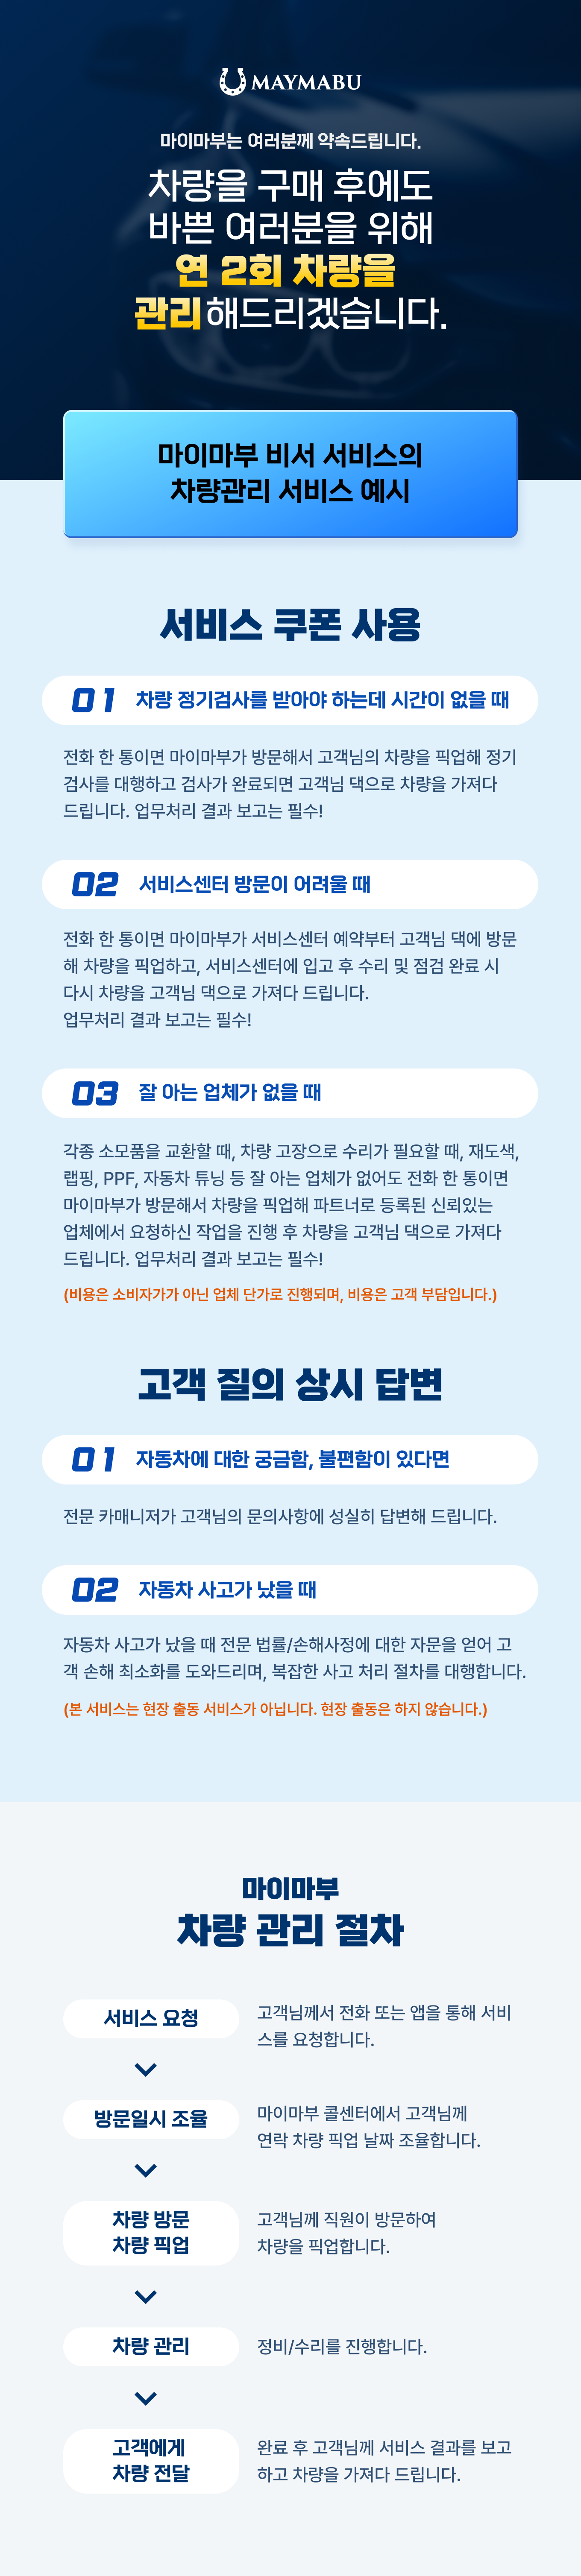 MAYMABU
마이마부는 여러분께 약속드립니다.
차량을 구매 후에도
바쁜 여러분을 위해
연 2회 차량을
관리해드리겠습니다.
마이마부 비서 서비스의
차량관리 서비스 예시
서비스 쿠폰 사용
01 차량 정기검사를 받아야 하는데 시간이 없을 때
전화 한 통이면 마이마부가 방문해서 고객님의 차량을 픽업해 정기
검사를 대행하고 검사가 완료되면 고객님 댁으로 차량을 가져다
드립니다. 업무처리 결과 보고는 필수!
02 서비스센터 방문이 어려울 때
전화 한 통이면 마이마부가 서비스센터 예약부터 고객님 댁에 방문
해 차량을 픽업하고, 서비스센터에 입고 후 수리 및 점검 완료 시
다시 차량을 고객님 댁으로 가져다 드립니다.
업무처리 결과 보고는 필수!
03 잘 아는 업체가 없을 때
각종 소모품을 교환할 때, 차량 고장으로 수리가 필요할 때, 재도색,
랩핑, PPF, 자동차 튜닝 등 잘 아는 업체가 없어도 전화 한 통이면
마이마부가 방문해서 차량을 픽업해 파트너로 등록된 신뢰있는
업체에서 요청하신 작업을 진행 후 차량을 고객님 댁으로 가져다
드립니다. 업무처리 결과 보고는 필수!
(비용은 소비자가가 아닌 업체 단가로 진행되며, 비용은 고객 부담입니다.)
고객 질의 상시 답변
01 자동차에 대한 궁금함, 불편함이 있다면
전문 카매니저가 고객님의 문의사항에 성실히 답변해 드립니다.
02 자동차 사고가 났을 때
자동차 사고가 났을 때 전문 법률/손해사정에 대한 자문을 얻어 고
객 손해 최소화를 도와드리며, 복잡한 사고 처리 절차를 대행합니다.
(본 서비스는 현장 출동 서비스가 아닙니다. 현장 출동은 하지 않습니다.)
마이마부
차량 관리 절차
서비스 요청
고객님께서 전화 또는 앱을 통해 서비
스를 요청합니다.
방문일시 조율
마이마부 콜센터에서 고객님께
연락 차량 픽업 날짜 조율합니다.
차량 방문
차량 픽업
고객님께 직원이 방문하여
차량을 픽업합니다.
차량 관리
정비/수리를 진행합니다.
고객에게
차량 전달
완료 후 고객님께 서비스 결과를 보고
하고 차량을 가져다 드립니다.